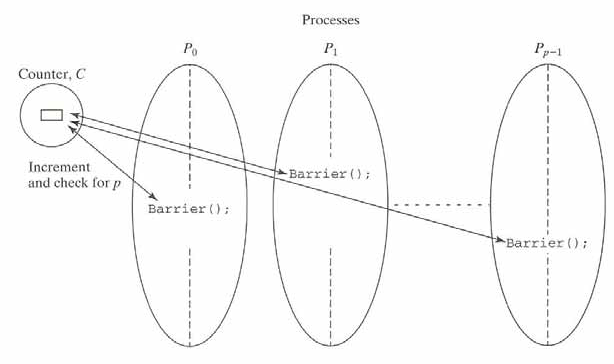 Processes
P0
P1
Pp−1
Counter, C
Increment
and check for p
Barrier();
Barrier();
Barrier();